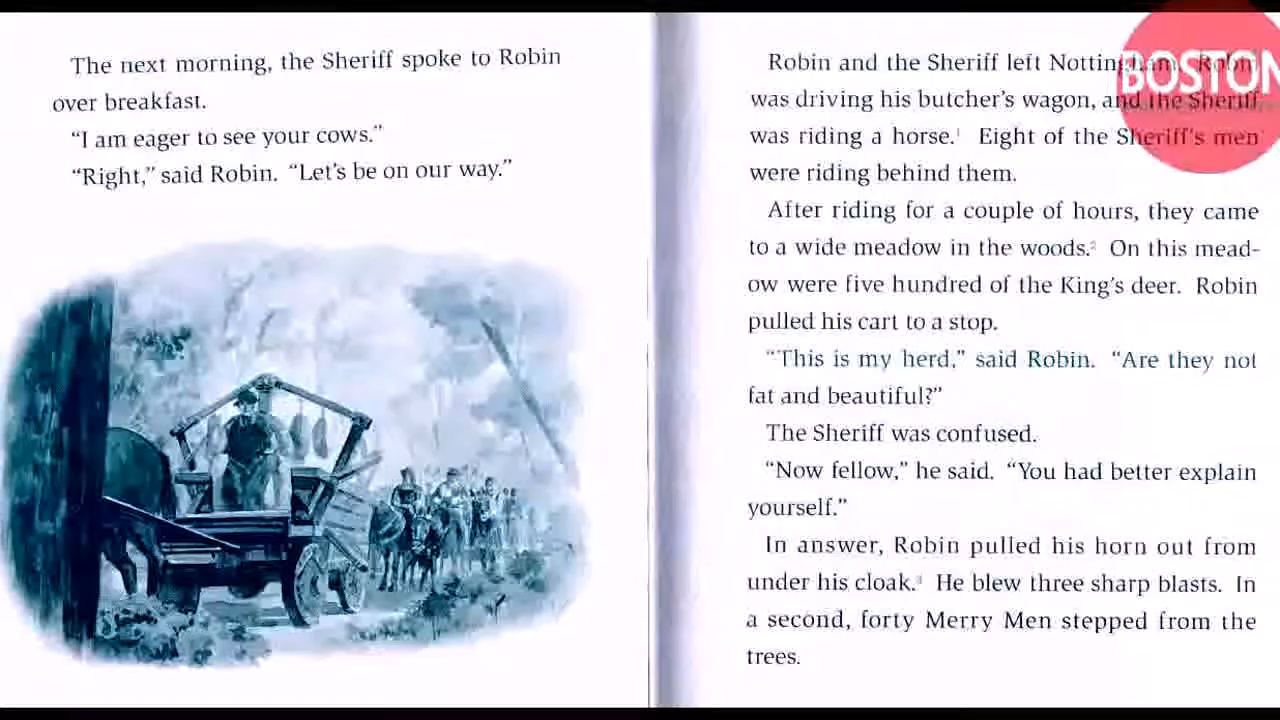 The next morning, the Sheriff spoke to Robin
over breakfast.
“I am eager to see your cows.”
“Right,” said Robin. “Let’s be on our way.”
Robin and the Sheriff left Nottingham. Robin
was driving his butcher’s wagon, and the Sheriff
was riding a horse.¹ Eight of the Sheriff’s men
were riding behind them.
After riding for a couple of hours, they came
to a wide meadow in the woods.² On this mead-
ow were five hundred of the King’s deer. Robin
pulled his cart to a stop.
“This is my herd,” said Robin. “Are they not
fat and beautiful?”
The Sheriff was confused.
“Now fellow,” he said. “You had better explain
yourself.”
In answer, Robin pulled his horn out from
under his cloak.³ He blew three sharp blasts. In
a second, forty Merry Men stepped from the
trees.
BOSTON